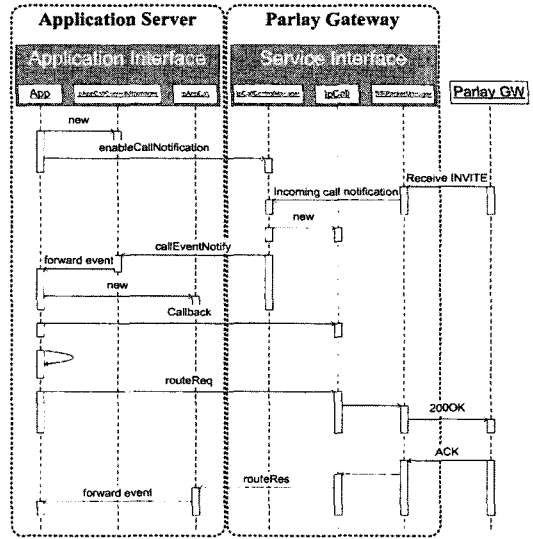 Application Server
Parlay Gateway
Application Interface
Service Interface
App
IpCall
Parlay GW
new
enableCallNotification
Receive INVITE
Incoming call notification
new
callEventNotify
forward event
new
Callback
routeReq
200OK
ACK
routeRes
forward event